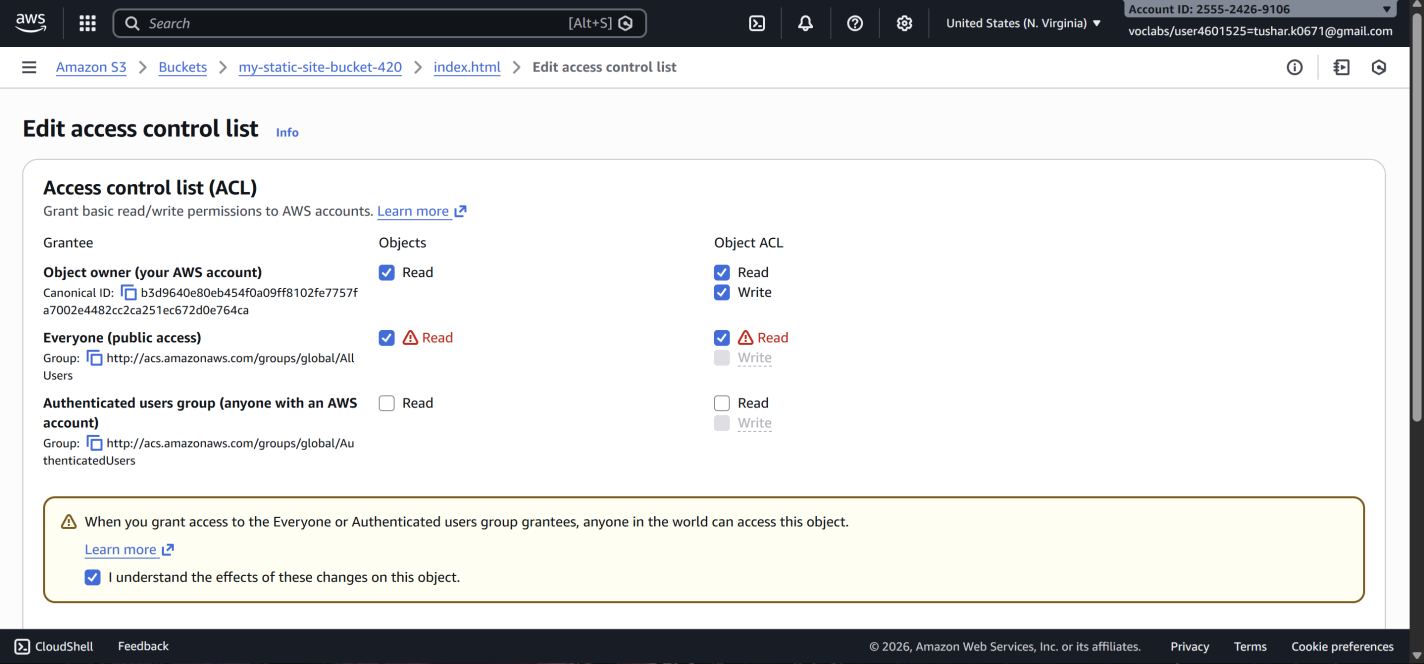 aws
Search
[Alt+S]
United States (N. Virginia)
Account ID: 2555-2426-9106
voclabs/user4601525=tushar.k0671@gmail.com
Amazon S3
Buckets
my-static-site-bucket-420
index.html
Edit access control list
Edit access control list
Info
Access control list (ACL)
Grant basic read/write permissions to AWS accounts. Learn more
Grantee
Objects
Object ACL
Object owner (your AWS account)
Canonical ID: b3d9640e80eb454f0a09ff8102fe7757f
a7002e4482cc2ca251ec672d0e764ca
Read
Read
Write
Everyone (public access)
Group: http://acs.amazonaws.com/groups/global/All
Users
Read
Read
Write
Authenticated users group (anyone with an AWS
account)
Group: http://acs.amazonaws.com/groups/global/Au
thenticatedUsers
Read
Read
Write
When you grant access to the Everyone or Authenticated users group grantees, anyone in the world can access this object.
Learn more
I understand the effects of these changes on this object.
CloudShell
Feedback
© 2026, Amazon Web Services, Inc. or its affiliates.
Privacy
Terms
Cookie preferences